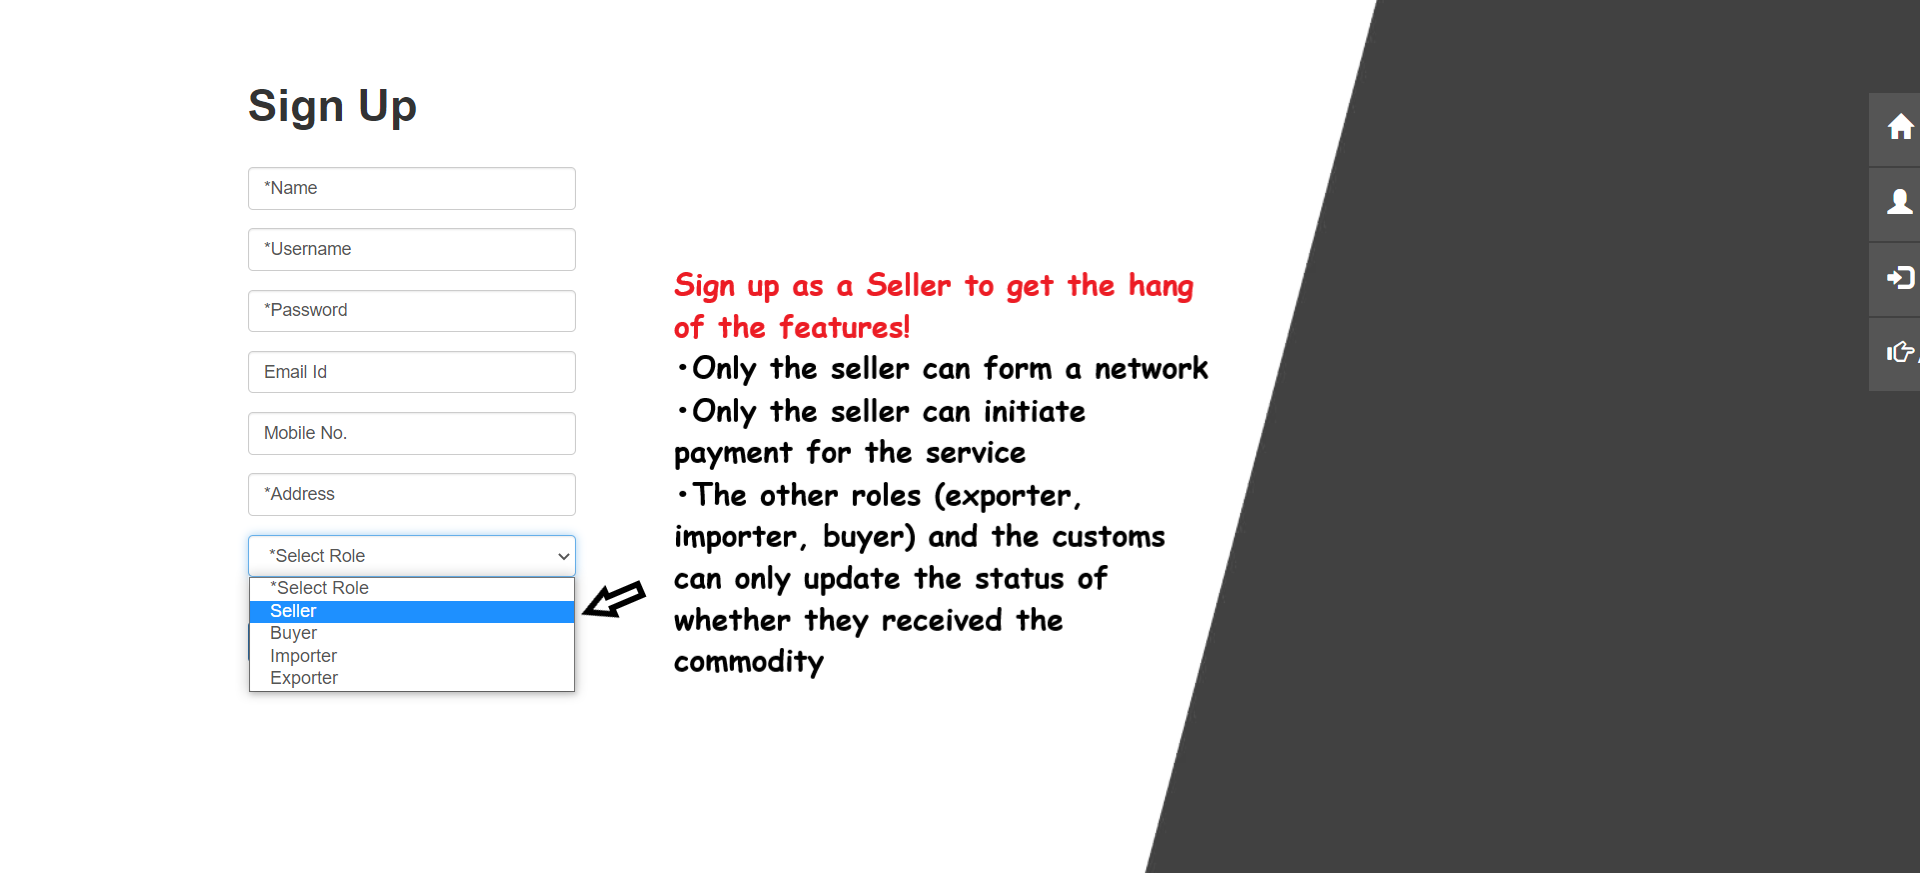 Sign Up
*Name
*Username
*Password
Email Id
Mobile No.
*Address
*Select Role
*Select Role
Seller
Buyer
Importer
Exporter
Sign up as a Seller to get the hang
of the features!
•Only the seller can form a network
•Only the seller can initiate
payment for the service
•The other roles (exporter,
importer, buyer) and the customs
can only update the status of
whether they received the
commodity